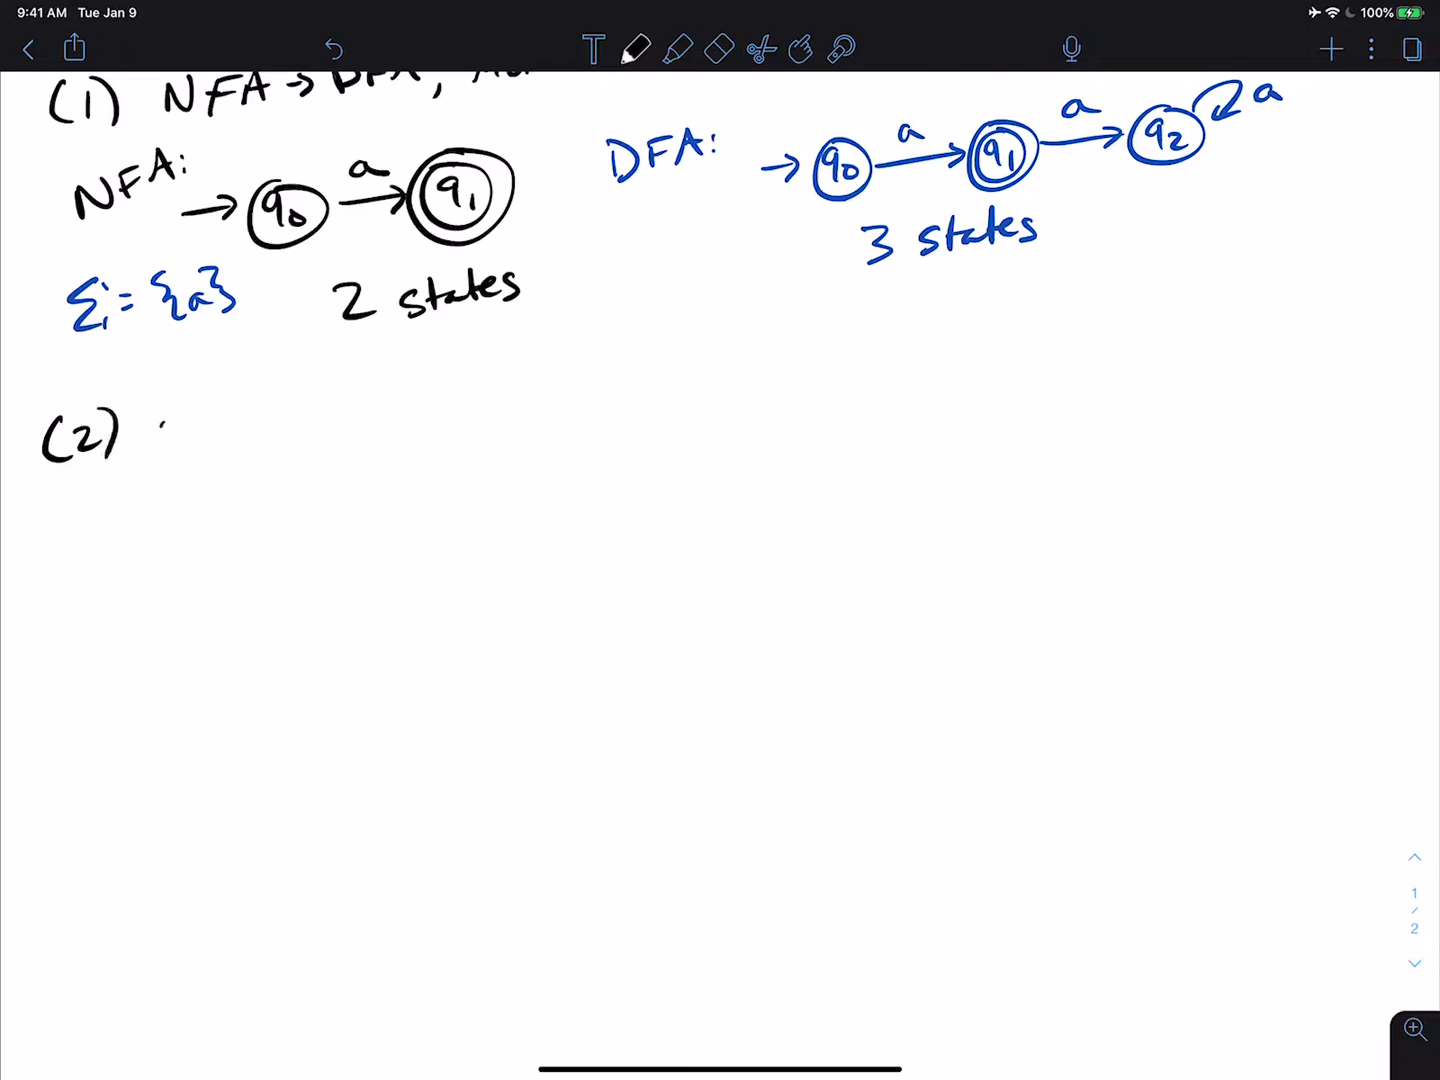 9:41 AM Tue Jan 9 100%
T
(1) NFA → DFA,
NFA:
→ q0 a → q1
Σ = {a} 2 states
DFA:
→ q0 a → q1 a → q2 a
3 states
(2)
1
/
2